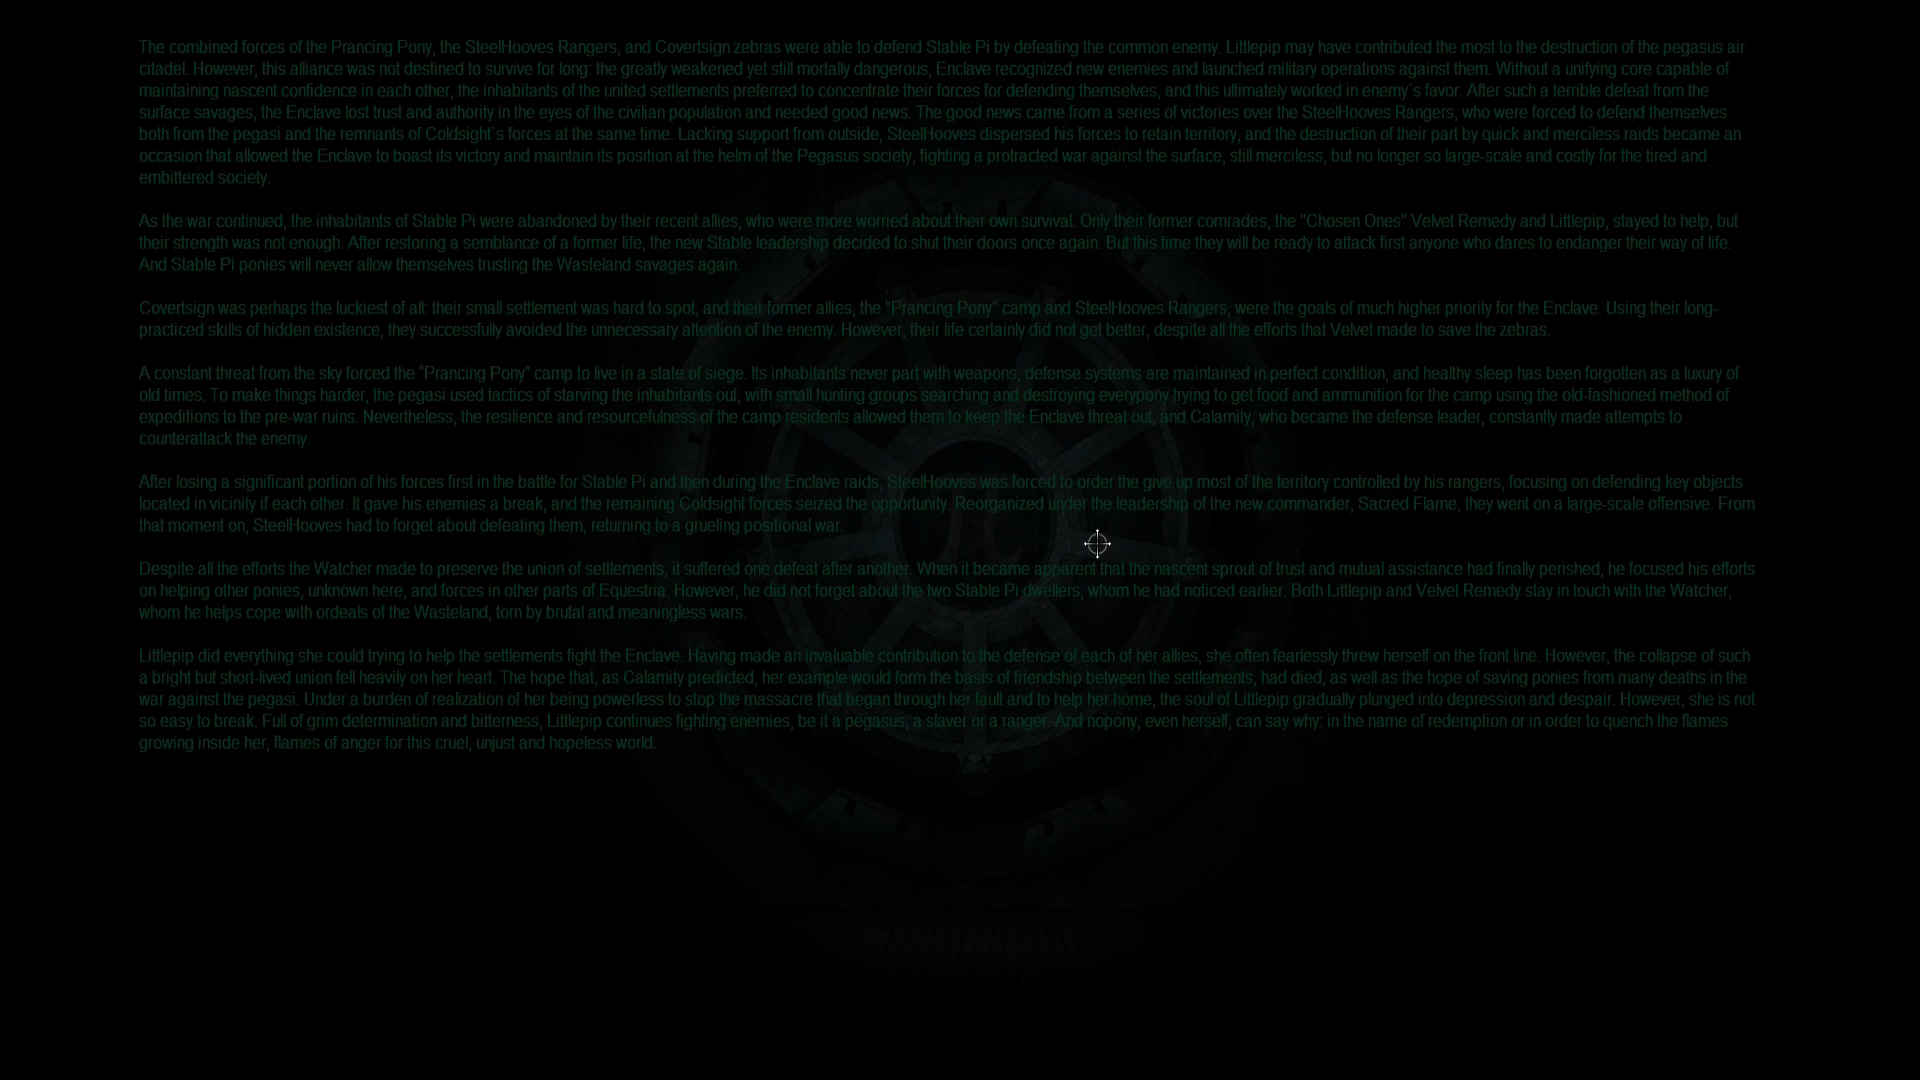 The combined forces of the Prancing Pony, the SteelHooves Rangers, and Covertsign zebras were able to defend Stable Pi by defeating the common enemy. Littlepip may have contributed the most to the destruction of the pegasus air
citadel. However, this alliance was not destined to survive for long: the greatly weakened yet still mortally dangerous, Enclave recognized new enemies and launched military operations against them. Without a unifying core capable of
maintaining nascent confidence in each other, the inhabitants of the united settlements preferred to concentrate their forces for defending themselves, and this ultimately worked in enemy`s favor. After such a terrible defeat from the
surface savages, the Enclave lost trust and authority in the eyes of the civilian population and needed good news. The good news came from a series of victories over the SteelHooves Rangers, who were forced to defend themselves
both from the pegasi and the remnants of Coldsight`s forces at the same time. Lacking support from outside, SteelHooves dispersed his forces to retain territory, and the destruction of their part by quick and merciless raids became an
occasion that allowed the Enclave to boast its victory and maintain its position at the helm of the Pegasus society, fighting a protracted war against the surface, still merciless, but no longer so large-scale and costly for the tired and
embittered society.
As the war continued, the inhabitants of Stable Pi were abandoned by their recent allies, who were more worried about their own survival. Only their former comrades, the "Chosen Ones" Velvet Remedy and Littlepip, stayed to help, but
their strength was not enough. After restoring a semblance of a former life, the new Stable leadership decided to shut their doors once again. But this time they will be ready to attack first anyone who dares to endanger their way of life.
And Stable Pi ponies will never allow themselves trusting the Wasteland savages again.
Covertsign was perhaps the luckiest of all: their small settlement was hard to spot, and their former allies, the "Prancing Pony" camp and SteelHooves Rangers, were the goals of much higher priority for the Enclave. Using their long-
practiced skills of hidden existence, they successfully avoided the unnecessary attention of the enemy. However, their life certainly did not get better, despite all the efforts that Velvet made to save the zebras.
A constant threat from the sky forced the "Prancing Pony" camp to live in a state of siege. Its inhabitants never part with weapons, defense systems are maintained in perfect condition, and healthy sleep has been forgotten as a luxury of
old times. To make things harder, the pegasi used tactics of starving the inhabitants out, with small hunting groups searching and destroying everypony trying to get food and ammunition for the camp using the old-fashioned method of
expeditions to the pre-war ruins. Nevertheless, the resilience and resourcefulness of the camp residents allowed them to keep the Enclave threat out, and Calamity, who became the defense leader, constantly made attempts to
counterattack the enemy.
After losing a significant portion of his forces first in the battle for Stable Pi and then during the Enclave raids, SteelHooves was forced to order the give up most of the territory controlled by his rangers, focusing on defending key objects
located in vicinity if each other. It gave his enemies a break, and the remaining Coldsight forces seized the opportunity. Reorganized under the leadership of the new commander, Sacred Flame, they went on a large-scale offensive. From
that moment on, SteelHooves had to forget about defeating them, returning to a grueling positional war.
Despite all the efforts the Watcher made to preserve the union of settlements, it suffered one defeat after another. When it became apparent that the nascent sprout of trust and mutual assistance had finally perished, he focused his efforts
on helping other ponies, unknown here, and forces in other parts of Equestria. However, he did not forget about the two Stable Pi dwellers, whom he had noticed earlier. Both Littlepip and Velvet Remedy stay in touch with the Watcher,
whom he helps cope with ordeals of the Wasteland, torn by brutal and meaningless wars.
Littlepip did everything she could trying to help the settlements fight the Enclave. Having made an invaluable contribution to the defense of each of her allies, she often fearlessly threw herself on the front line. However, the collapse of such
a bright but short-lived union fell heavily on her heart. The hope that, as Calamity predicted, her example would form the basis of friendship between the settlements, had died, as well as the hope of saving ponies from many deaths in the
war against the pegasi. Under a burden of realization of her being powerless to stop the massacre that began through her fault and to help her home, the soul of Littlepip gradually plunged into depression and despair. However, she is not
so easy to break. Full of grim determination and bitterness, Littlepip continues fighting enemies, be it a pegasus, a slaver or a ranger. And nopony, even herself, can say why: in the name of redemption or in order to quench the flames
growing inside her, flames of anger for this cruel, unjust and hopeless world.